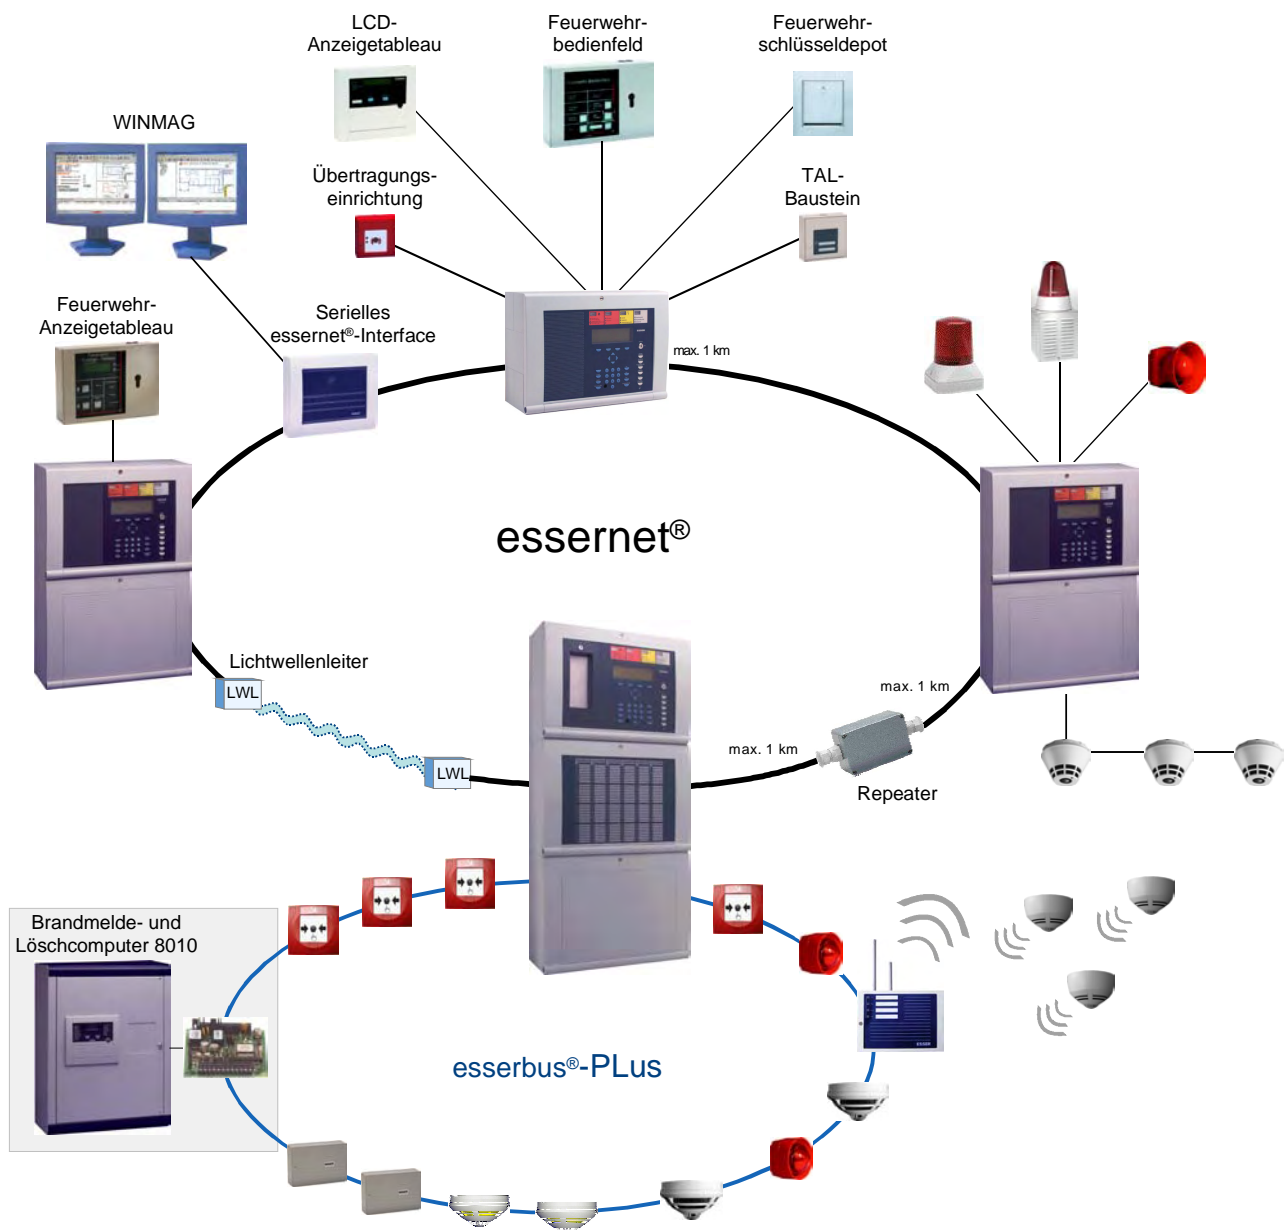 LCD-
Anzeigetableau
Feuerwehr-
bedienfeld
Feuerwehr-
schlüsseldepot
WINMAG
Übertragungs-
einrichtung
TAL-
Baustein
Feuerwehr-
Anzeigetableau
Serielles
essernet®-Interface
max. 1 km
essernet®
Lichtwellenleiter
LWL
LWL
max. 1 km
max. 1 km
Repeater
Brandmelde- und
Löschcomputer 8010
esserbus®-PLus